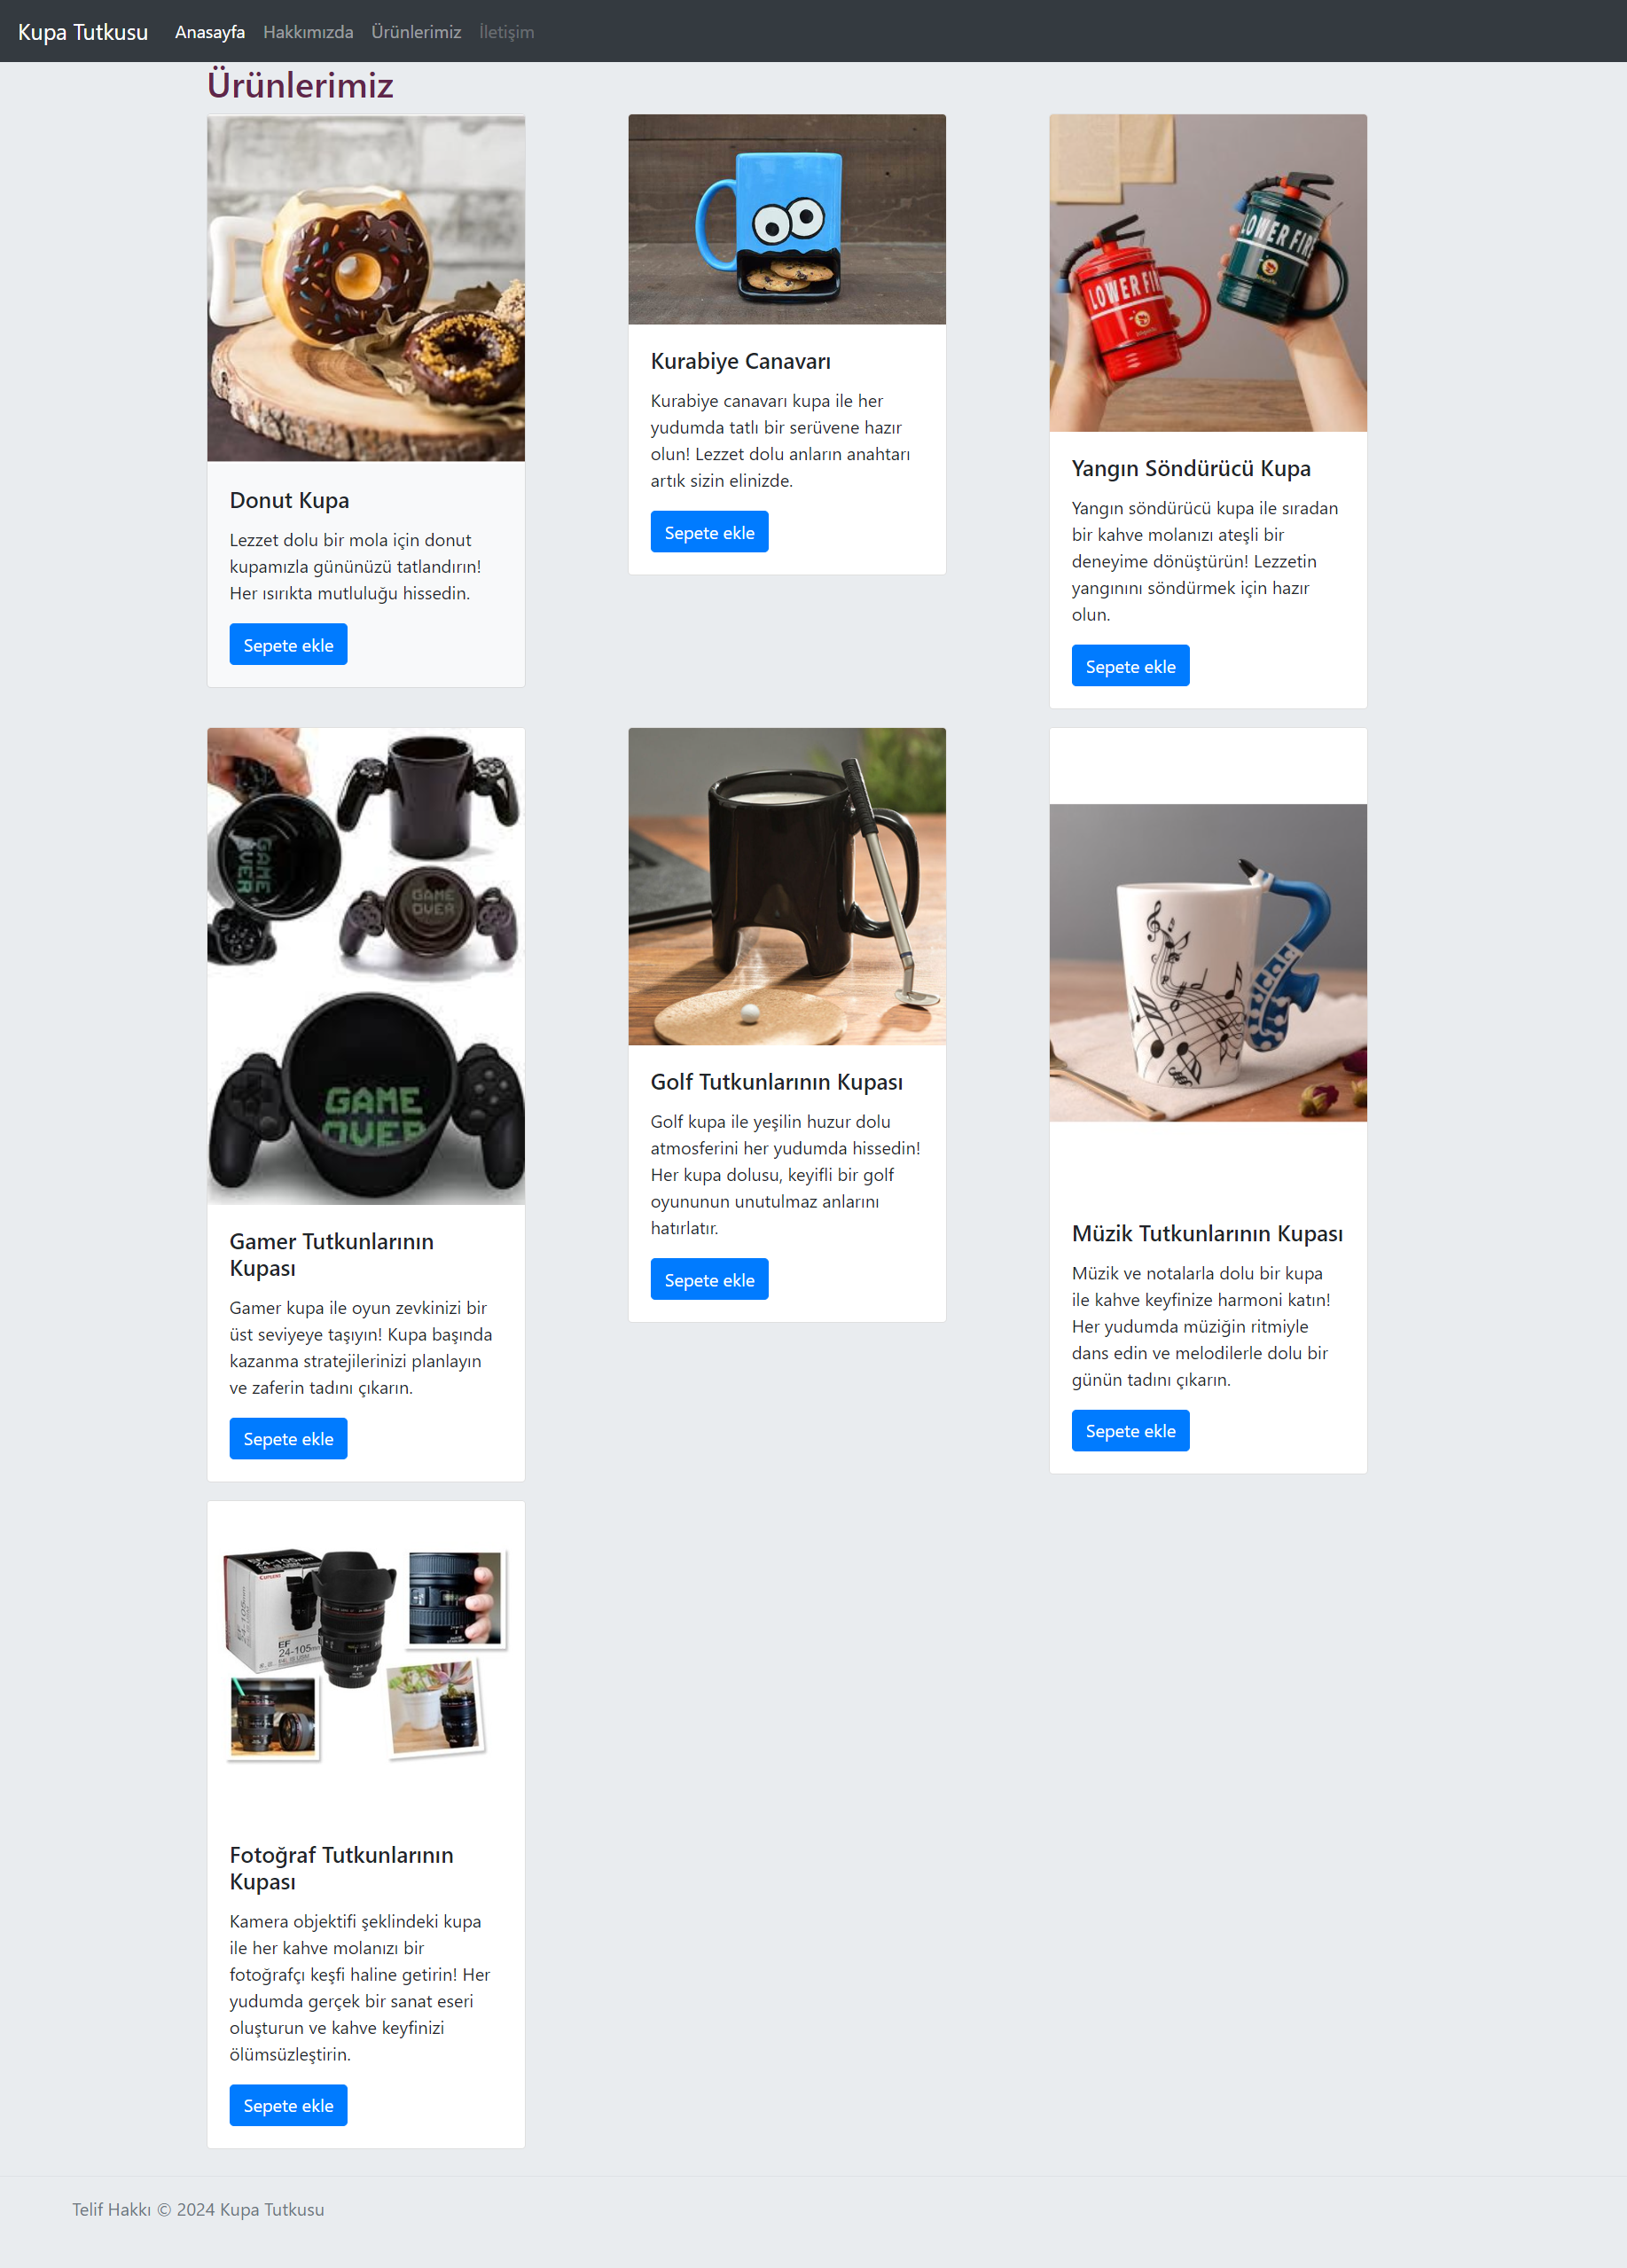 Kupa Tutkusu Anasayfa Hakkımızda Ürünlerimiz İletişim
Ürünlerimiz
Donut Kupa
Lezzet dolu bir mola için donut
kupamızla gününüzü tatlandırın!
Her ısırıkta mutluluğu hissedin.
Sepete ekle
Kurabiye Canavarı
Kurabiye canavarı kupa ile her
yudumda tatlı bir serüvene hazır
olun! Lezzet dolu anların anahtarı
artık sizin elinizde.
Sepete ekle
LOWER FIR
LOWER FIRE
Yangın Söndürücü Kupa
Yangın söndürücü kupa ile sıradan
bir kahve molanızı ateşli bir
deneyime dönüştürün! Lezzetin
yangınını söndürmek için hazır
olun.
Sepete ekle
GAME
OVER
GAME
OVER
GAME
OVER
Gamer Tutkunlarının
Kupası
Gamer kupa ile oyun zevkinizi bir
üst seviyeye taşıyın! Kupa başında
kazanma stratejilerinizi planlayın
ve zaferin tadını çıkarın.
Sepete ekle
Golf Tutkunlarının Kupası
Golf kupa ile yeşilin huzur dolu
atmosferini her yudumda hissedin!
Her kupa dolusu, keyifli bir golf
oyununun unutulmaz anlarını
hatırlatır.
Sepete ekle
Müzik Tutkunlarının Kupası
Müzik ve notalarla dolu bir kupa
ile kahve keyfinize harmoni katın!
Her yudumda müziğin ritmiyle
dans edin ve melodilerle dolu bir
günün tadını çıkarın.
Sepete ekle
EF
24-105mm
Fotoğraf Tutkunlarının
Kupası
Kamera objektifi şeklindeki kupa
ile her kahve molanızı bir
fotoğrafçı keşfi haline getirin! Her
yudumda gerçek bir sanat eseri
oluşturun ve kahve keyfinizi
ölümsüzleştirin.
Sepete ekle
Telif Hakkı © 2024 Kupa Tutkusu